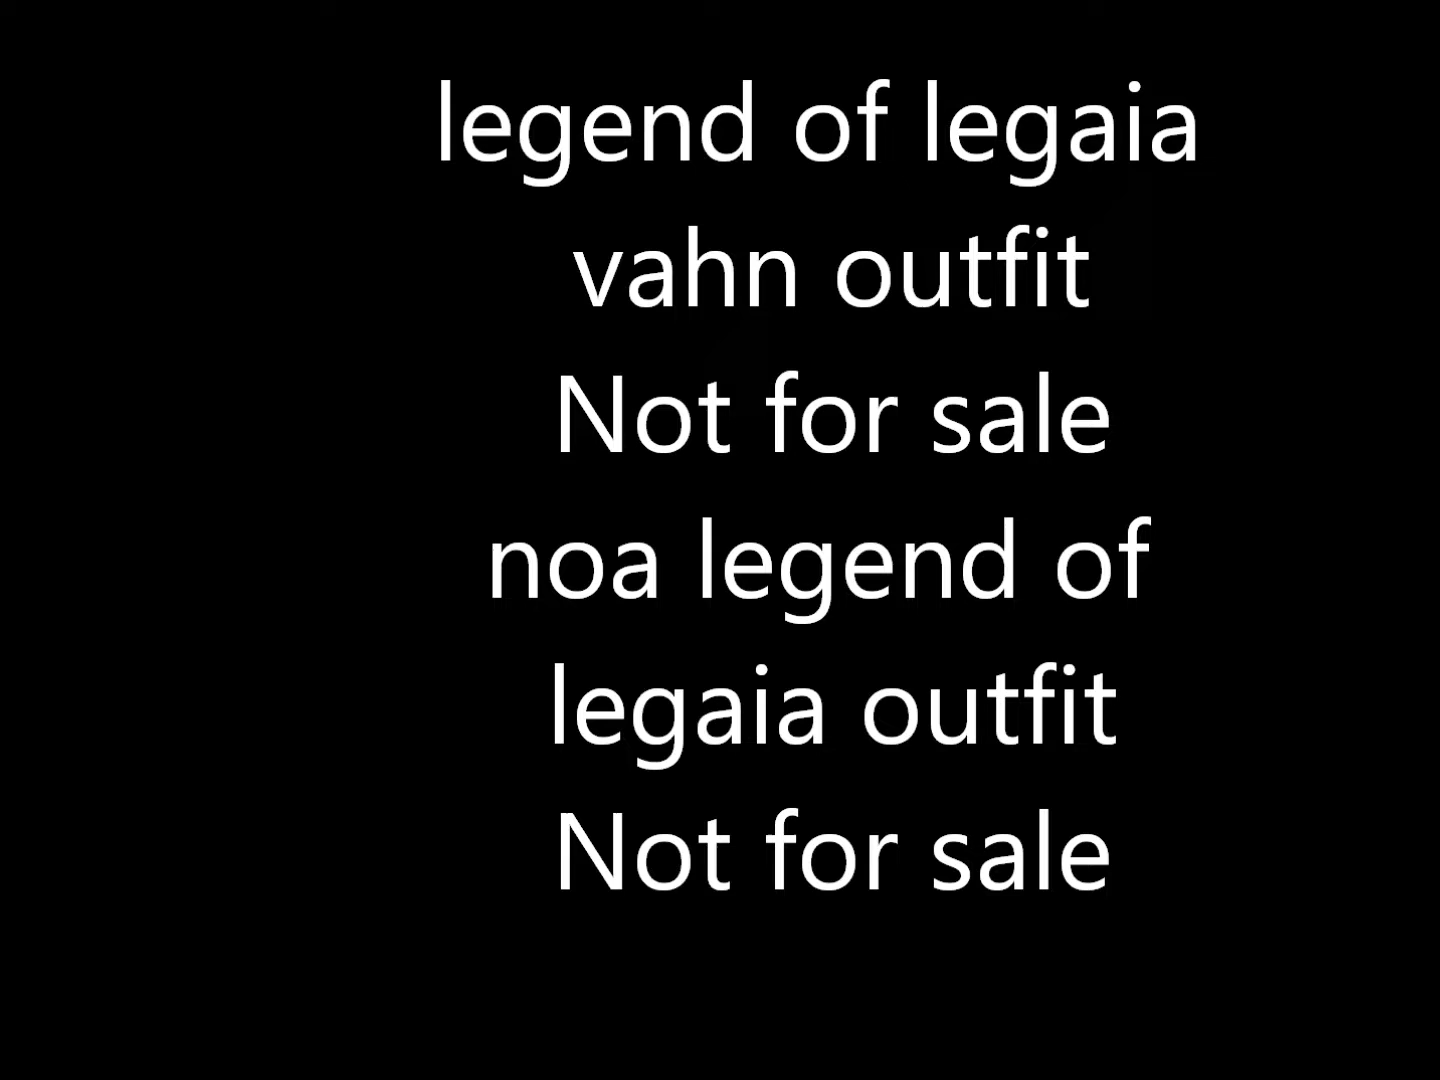 legend of legaia
vahn outfit
Not for sale
noa legend of
legaia outfit
Not for sale